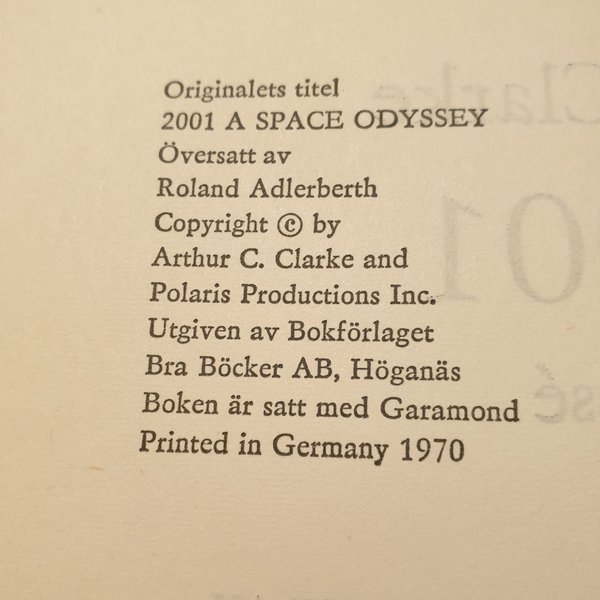 Originalets titel
2001 A SPACE ODYSSEY
Översatt av
Roland Adlerberth
Copyright © by
Arthur C. Clarke and
Polaris Productions Inc.
Utgiven av Bokförlaget
Bra Böcker AB, Höganäs
Boken är satt med Garamond
Printed in Germany 1970